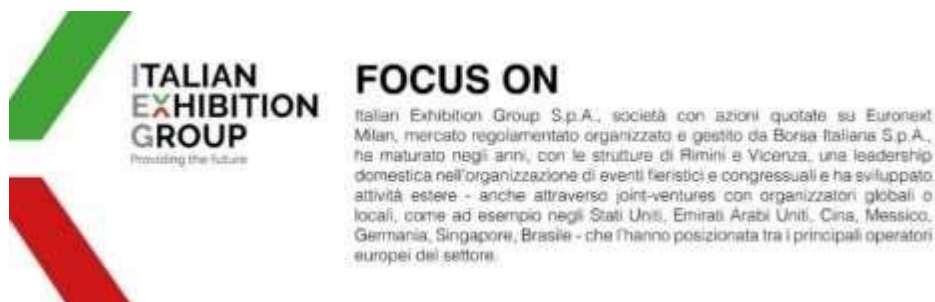 ITALIAN
EXHIBITION
GROUP
Providing the future
FOCUS ON
Italian Exhibition Group S.p.A., società con azioni quotate su Euronext
Milan, mercato regolamentato organizzato e gestito da Borsa Italiana S.p.A.,
ha maturato negli anni, con le strutture di Rimini e Vicenza, una leadership
domestica nell'organizzazione di eventi fieristici e congressuali e ha sviluppato
attività estere - anche attraverso joint-ventures con organizzatori globali o
locali, come ad esempio negli Stati Uniti, Emirati Arabi Uniti, Cina, Messico,
Germania, Singapore, Brasile - che l'hanno posizionata tra i principali operatori
europei del settore.